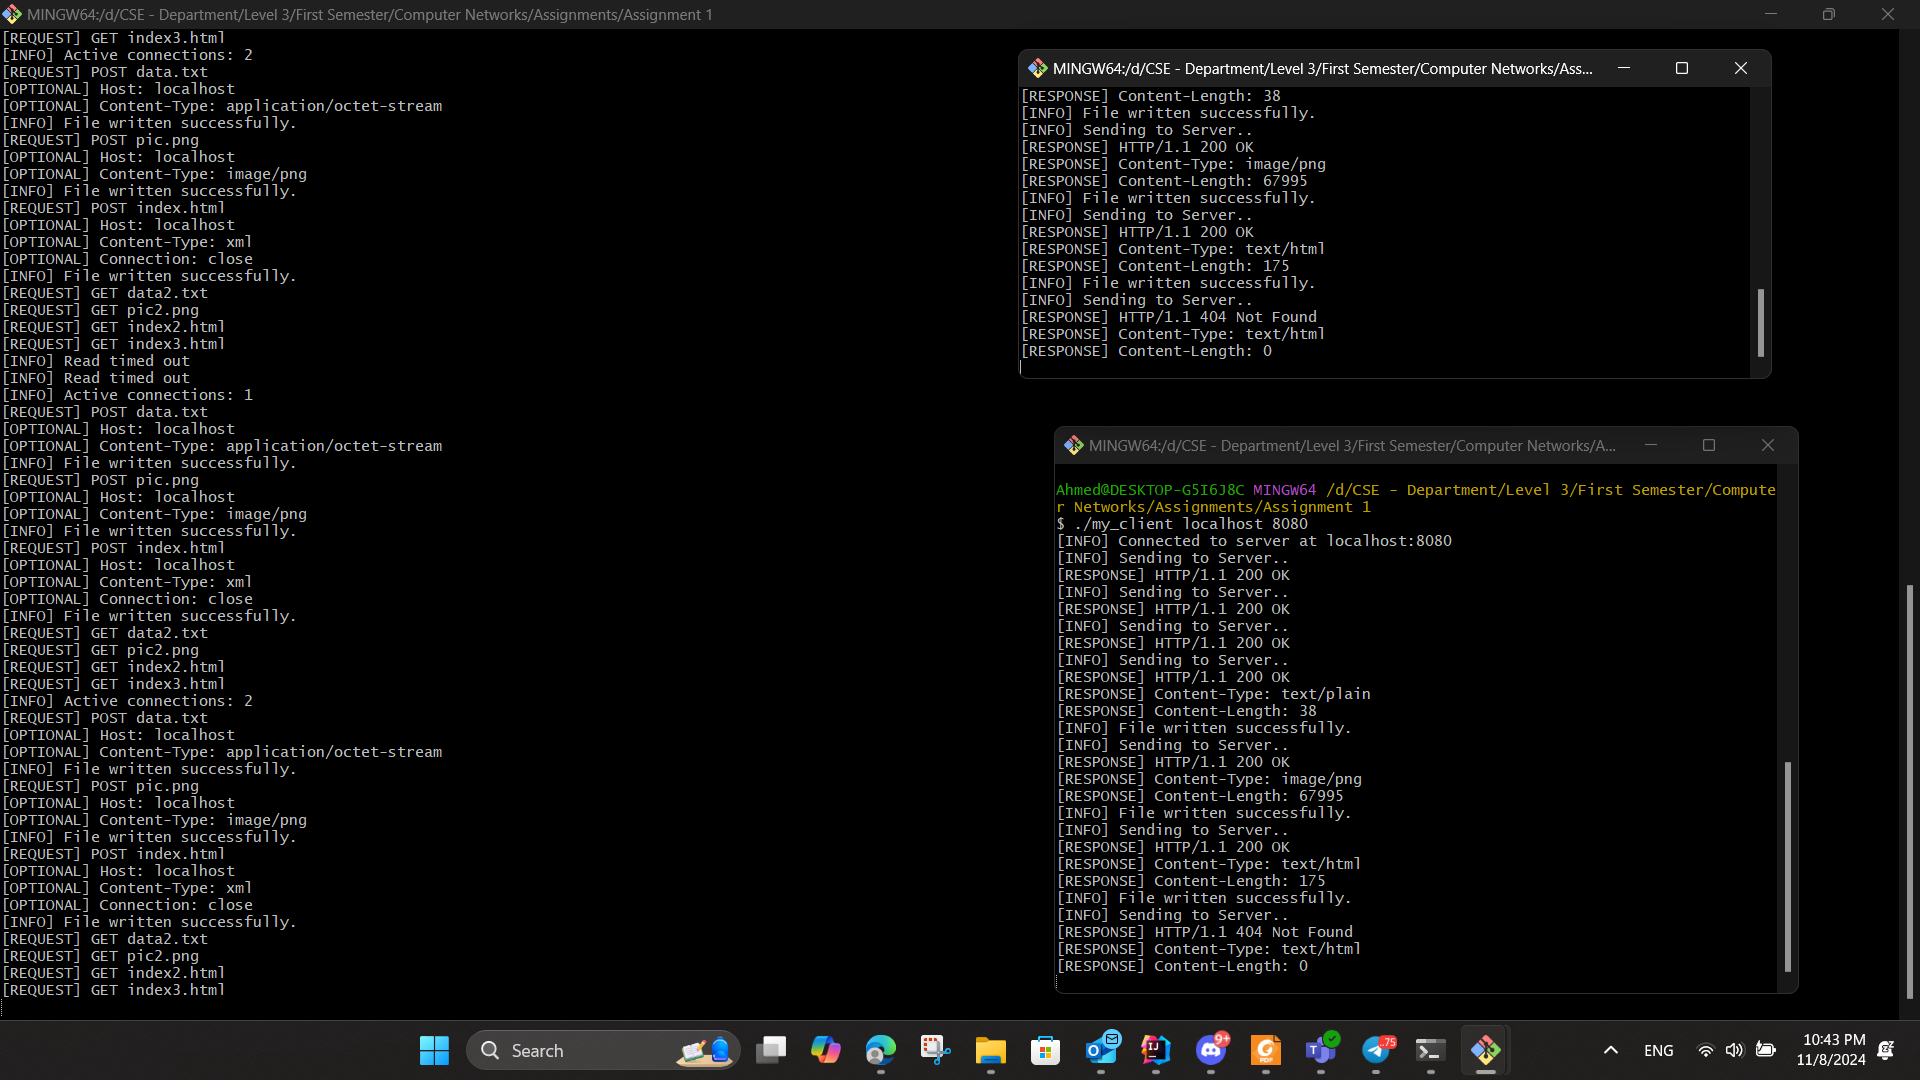 MINGW64:/d/CSE - Department/Level 3/First Semester/Computer Networks/Assignments/Assignment 1
[REQUEST] GET index3.html
[INFO] Active connections: 2
[REQUEST] POST data.txt
[OPTIONAL] Host: localhost
[OPTIONAL] Content-Type: application/octet-stream
[INFO] File written successfully.
[REQUEST] POST pic.png
[OPTIONAL] Host: localhost
[OPTIONAL] Content-Type: image/png
[INFO] File written successfully.
[REQUEST] POST index.html
[OPTIONAL] Host: localhost
[OPTIONAL] Content-Type: xml
[OPTIONAL] Connection: close
[INFO] File written successfully.
[REQUEST] GET data2.txt
[REQUEST] GET pic2.png
[REQUEST] GET index2.html
[REQUEST] GET index3.html
[INFO] Read timed out
[INFO] Read timed out
[INFO] Active connections: 1
[REQUEST] POST data.txt
[OPTIONAL] Host: localhost
[OPTIONAL] Content-Type: application/octet-stream
[INFO] File written successfully.
[REQUEST] POST pic.png
[OPTIONAL] Host: localhost
[OPTIONAL] Content-Type: image/png
[INFO] File written successfully.
[REQUEST] POST index.html
[OPTIONAL] Host: localhost
[OPTIONAL] Content-Type: xml
[OPTIONAL] Connection: close
[INFO] File written successfully.
[REQUEST] GET data2.txt
[REQUEST] GET pic2.png
[REQUEST] GET index2.html
[REQUEST] GET index3.html
[INFO] Active connections: 2
[REQUEST] POST data.txt
[OPTIONAL] Host: localhost
[OPTIONAL] Content-Type: application/octet-stream
[INFO] File written successfully.
[REQUEST] POST pic.png
[OPTIONAL] Host: localhost
[OPTIONAL] Content-Type: image/png
[INFO] File written successfully.
[REQUEST] POST index.html
[OPTIONAL] Host: localhost
[OPTIONAL] Content-Type: xml
[OPTIONAL] Connection: close
[INFO] File written successfully.
[REQUEST] GET data2.txt
[REQUEST] GET pic2.png
[REQUEST] GET index2.html
[REQUEST] GET index3.html
MINGW64:/d/CSE - Department/Level 3/First Semester/Computer Networks/Ass...
[RESPONSE] Content-Length: 38
[INFO] File written successfully.
[INFO] Sending to Server..
[RESPONSE] HTTP/1.1 200 OK
[RESPONSE] Content-Type: image/png
[RESPONSE] Content-Length: 67995
[INFO] File written successfully.
[INFO] Sending to Server..
[RESPONSE] HTTP/1.1 200 OK
[RESPONSE] Content-Type: text/html
[RESPONSE] Content-Length: 175
[INFO] File written successfully.
[INFO] Sending to Server..
[RESPONSE] HTTP/1.1 404 Not Found
[RESPONSE] Content-Type: text/html
[RESPONSE] Content-Length: 0
MINGW64:/d/CSE - Department/Level 3/First Semester/Computer Networks/A...
Ahmed@DESKTOP-G5I6J8C MINGW64 /d/CSE - Department/Level 3/First Semester/Compute
r Networks/Assignments/Assignment 1
$ ./my_client localhost 8080
[INFO] Connected to server at localhost:8080
[INFO] Sending to Server..
[RESPONSE] HTTP/1.1 200 OK
[INFO] Sending to Server..
[RESPONSE] HTTP/1.1 200 OK
[INFO] Sending to Server..
[RESPONSE] HTTP/1.1 200 OK
[INFO] Sending to Server..
[RESPONSE] HTTP/1.1 200 OK
[RESPONSE] Content-Type: text/plain
[RESPONSE] Content-Length: 38
[INFO] File written successfully.
[INFO] Sending to Server..
[RESPONSE] HTTP/1.1 200 OK
[RESPONSE] Content-Type: image/png
[RESPONSE] Content-Length: 67995
[INFO] File written successfully.
[INFO] Sending to Server..
[RESPONSE] HTTP/1.1 200 OK
[RESPONSE] Content-Type: text/html
[RESPONSE] Content-Length: 175
[INFO] File written successfully.
[INFO] Sending to Server..
[RESPONSE] HTTP/1.1 404 Not Found
[RESPONSE] Content-Type: text/html
[RESPONSE] Content-Length: 0
Search
9+
.75
ENG
10:43 PM
11/8/2024